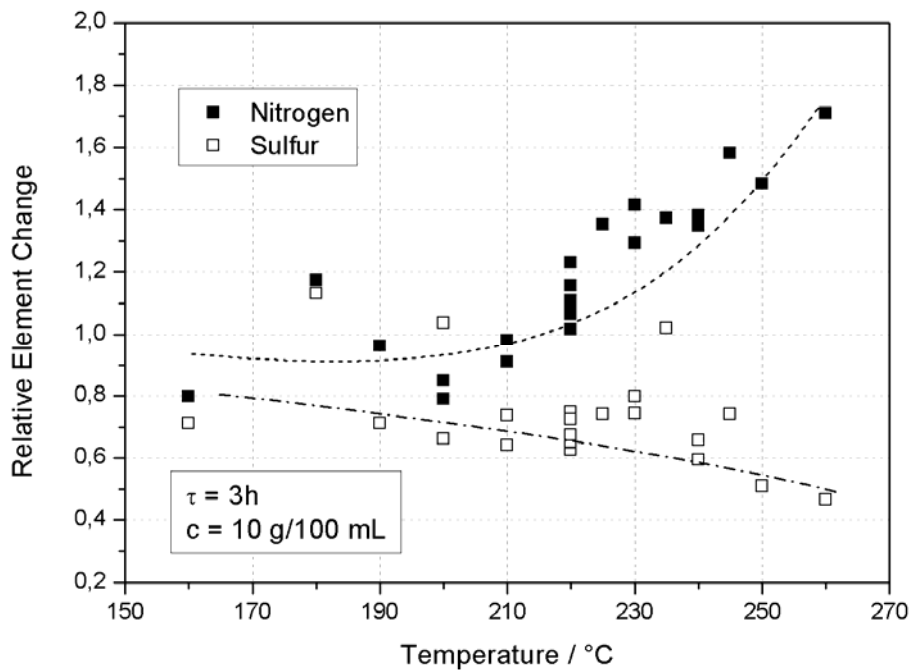 2,0
1,8
1,6
1,4
1,2
1,0
0,8
0,6
0,4
0,2
Relative Element Change
Nitrogen
Sulfur
τ = 3h
c = 10 g/100 mL
150 170 190 210 230 250 270
Temperature / °C